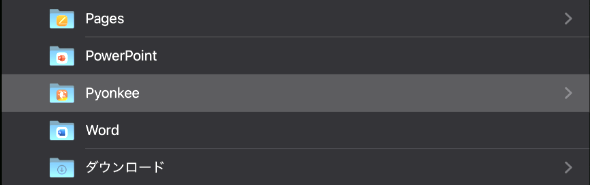 Pages
PowerPoint
Pyonkee
Word
ダウンロード